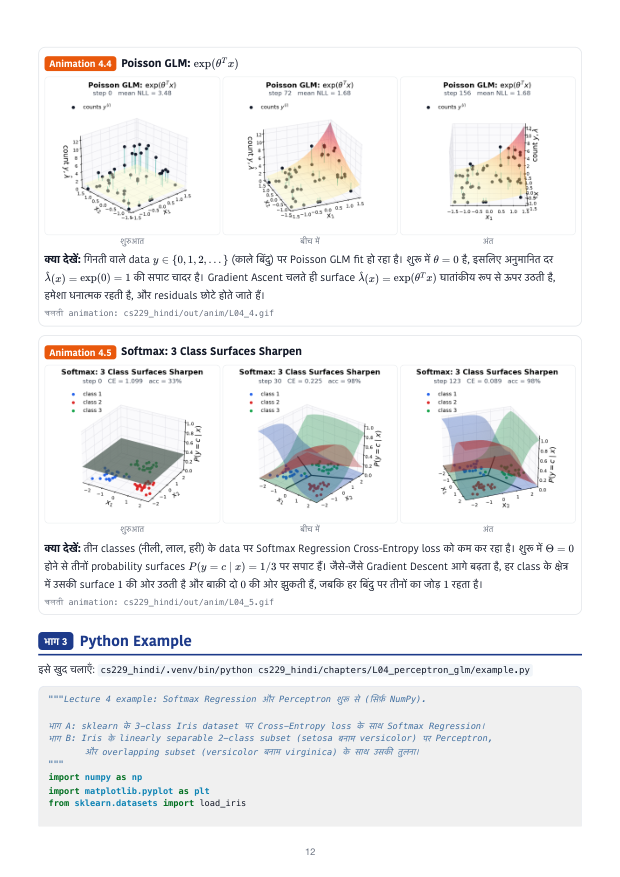 Animation 4.4 Poisson GLM: exp(θᵀx)
Poisson GLM: exp(θᵀx)
step 0 mean NLL = 3.48
counts y⁽ⁱ⁾
Poisson GLM: exp(θᵀx)
step 72 mean NLL = 1.68
counts y⁽ⁱ⁾
Poisson GLM: exp(θᵀx)
step 156 mean NLL = 1.68
counts y⁽ⁱ⁾
शुरुआत
बीच में
अंत
क्या देखें: गिनती वाले data y ∈ {0, 1, 2, . . . } (काले बिंदु) पर Poisson GLM fit हो रहा है। शुरू में θ = 0 है, इसलिए अनुमानित दर
λ̂(x) = exp(0) = 1 की सपाट चादर है। Gradient Ascent चलते ही surface λ̂(x) = exp(θᵀx) घातांकीय रूप से ऊपर उठती है,
हमेशा धनात्मक रहती है, और residuals छोटे होते जाते हैं।
चलती animation: cs229_hindi/out/anim/L04_4.gif
Animation 4.5 Softmax: 3 Class Surfaces Sharpen
Softmax: 3 Class Surfaces Sharpen
step 0 CE = 1.099 acc = 33%
class 1
class 2
class 3
Softmax: 3 Class Surfaces Sharpen
step 30 CE = 0.225 acc = 98%
class 1
class 2
class 3
Softmax: 3 Class Surfaces Sharpen
step 123 CE = 0.089 acc = 98%
class 1
class 2
class 3
शुरुआत
बीच में
अंत
क्या देखें: तीन classes (नीली, लाल, हरी) के data पर Softmax Regression Cross-Entropy loss को कम कर रहा है। शुरू में Θ = 0
होने से तीनों probability surfaces P(y = c | x) = 1/3 पर सपाट हैं। जैसे-जैसे Gradient Descent आगे बढ़ता है, हर class के क्षेत्र
में उसकी surface 1 की ओर उठती है और बाकी दो 0 की ओर झुकती हैं, जबकि हर बिंदु पर तीनों का जोड़ 1 रहता है।
चलती animation: cs229_hindi/out/anim/L04_5.gif
भाग 3 Python Example
इसे खुद चलाएँ: cs229_hindi/.venv/bin/python cs229_hindi/chapters/L04_perceptron_glm/example.py
"""Lecture 4 example: Softmax Regression और Perceptron शुरू से (सिर्फ़ NumPy).
भाग A: sklearn के 3-class Iris dataset पर Cross-Entropy loss के साथ Softmax Regression।
भाग B: Iris के linearly separable 2-class subset (setosa बनाम versicolor) पर Perceptron,
और overlapping subset (versicolor बनाम virginica) के साथ उसकी तुलना।
"""
import numpy as np
import matplotlib.pyplot as plt
from sklearn.datasets import load_iris
12